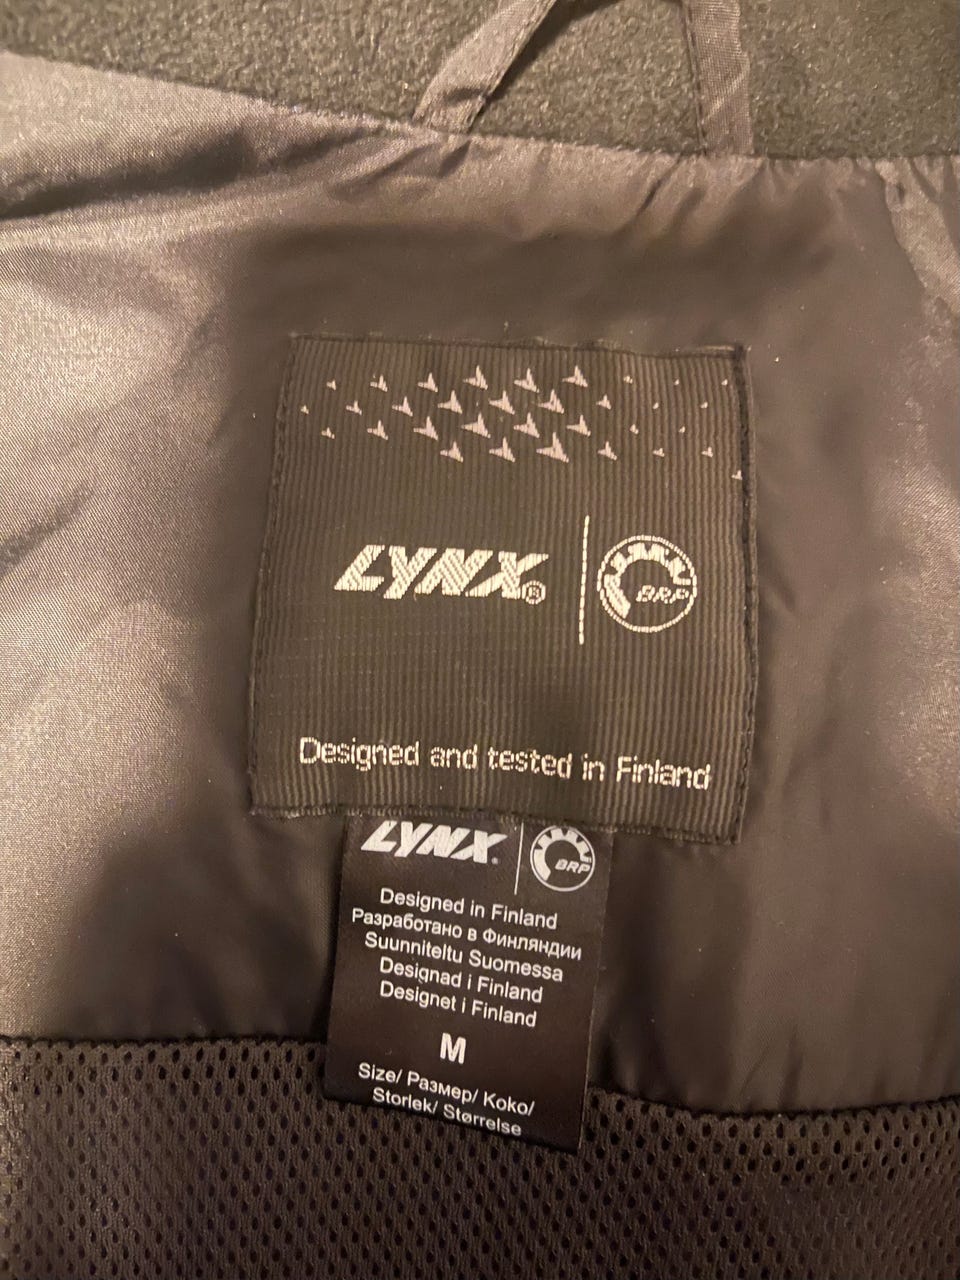 LYNX® BRP
Designed and tested in Finland
LYNX® BRP
Designed in Finland
Разработано в Финляндии
Suunniteltu Suomessa
Designad i Finland
Designet i Finland
M
Size/ Размер/ Koko/
Storlek/ Størrelse